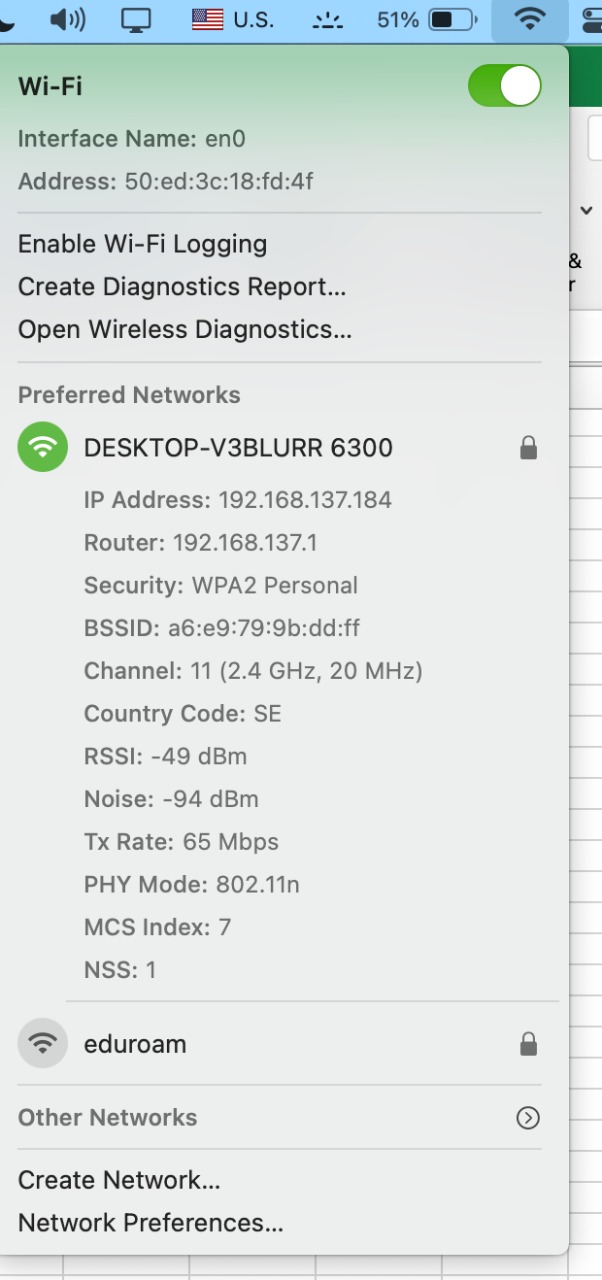 U.S. 51%
Wi-Fi
Interface Name: en0
Address: 50:ed:3c:18:fd:4f
Enable Wi-Fi Logging
&
Create Diagnostics Report...
r
Open Wireless Diagnostics...
Preferred Networks
DESKTOP-V3BLURR 6300
IP Address: 192.168.137.184
Router: 192.168.137.1
Security: WPA2 Personal
BSSID: a6:e9:79:9b:dd:ff
Channel: 11 (2.4 GHz, 20 MHz)
Country Code: SE
RSSI: -49 dBm
Noise: -94 dBm
Tx Rate: 65 Mbps
PHY Mode: 802.11n
MCS Index: 7
NSS: 1
eduroam
Other Networks
Create Network...
Network Preferences...